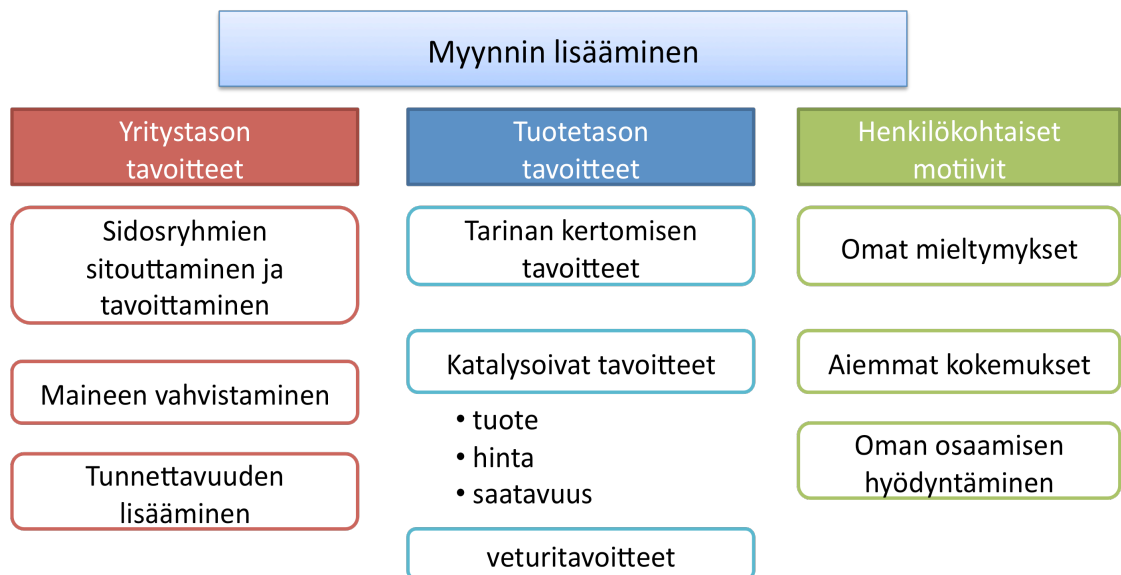 Myynnin lisääminen
Yritystason
tavoitteet
Sidosryhmien
sitouttaminen ja
tavoittaminen
Maineen vahvistaminen
Tunnettavuuden
lisääminen
Tuotetason
tavoitteet
Tarinan kertomisen
tavoitteet
Katalysoivat tavoitteet
• tuote
• hinta
• saatavuus
veturitavoitteet
Henkilökohtaiset
motiivit
Omat mieltymykset
Aiemmat kokemukset
Oman osaamisen
hyödyntäminen